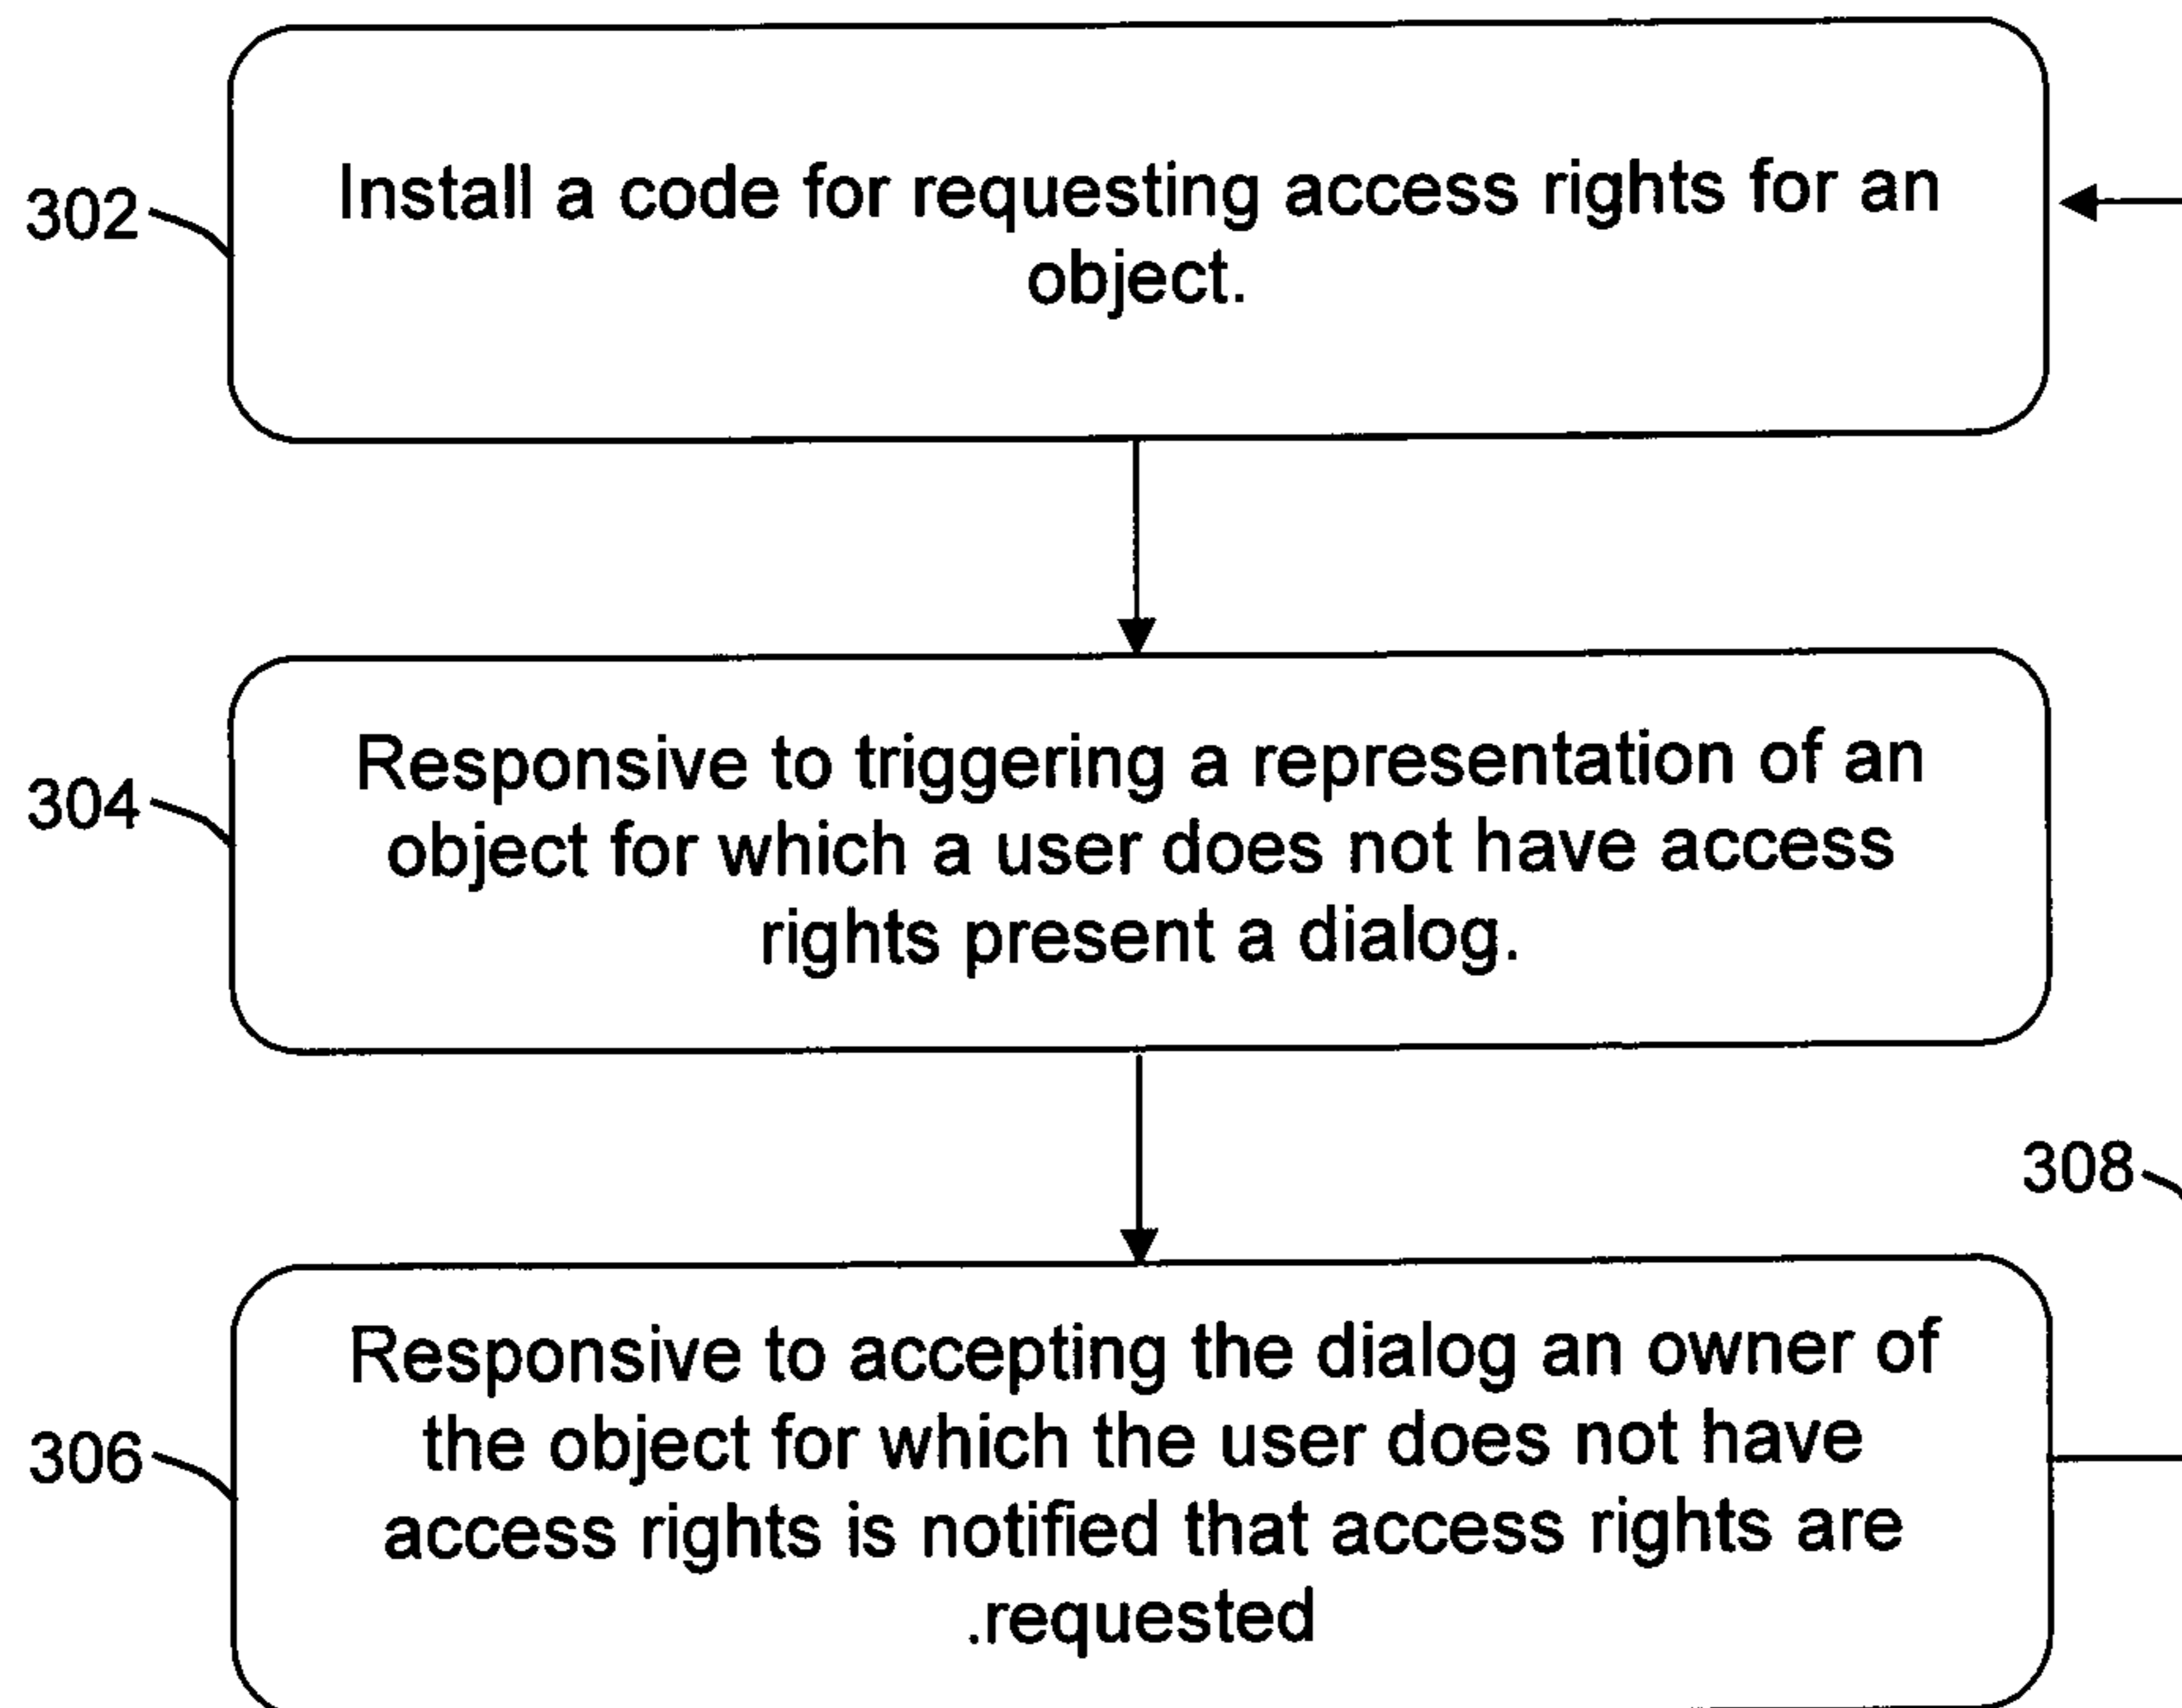 302
Install a code for requesting access rights for an
object.
304
Responsive to triggering a representation of an
object for which a user does not have access
rights present a dialog.
308
306
Responsive to accepting the dialog an owner of
the object for which the user does not have
access rights is notified that access rights are
.requested